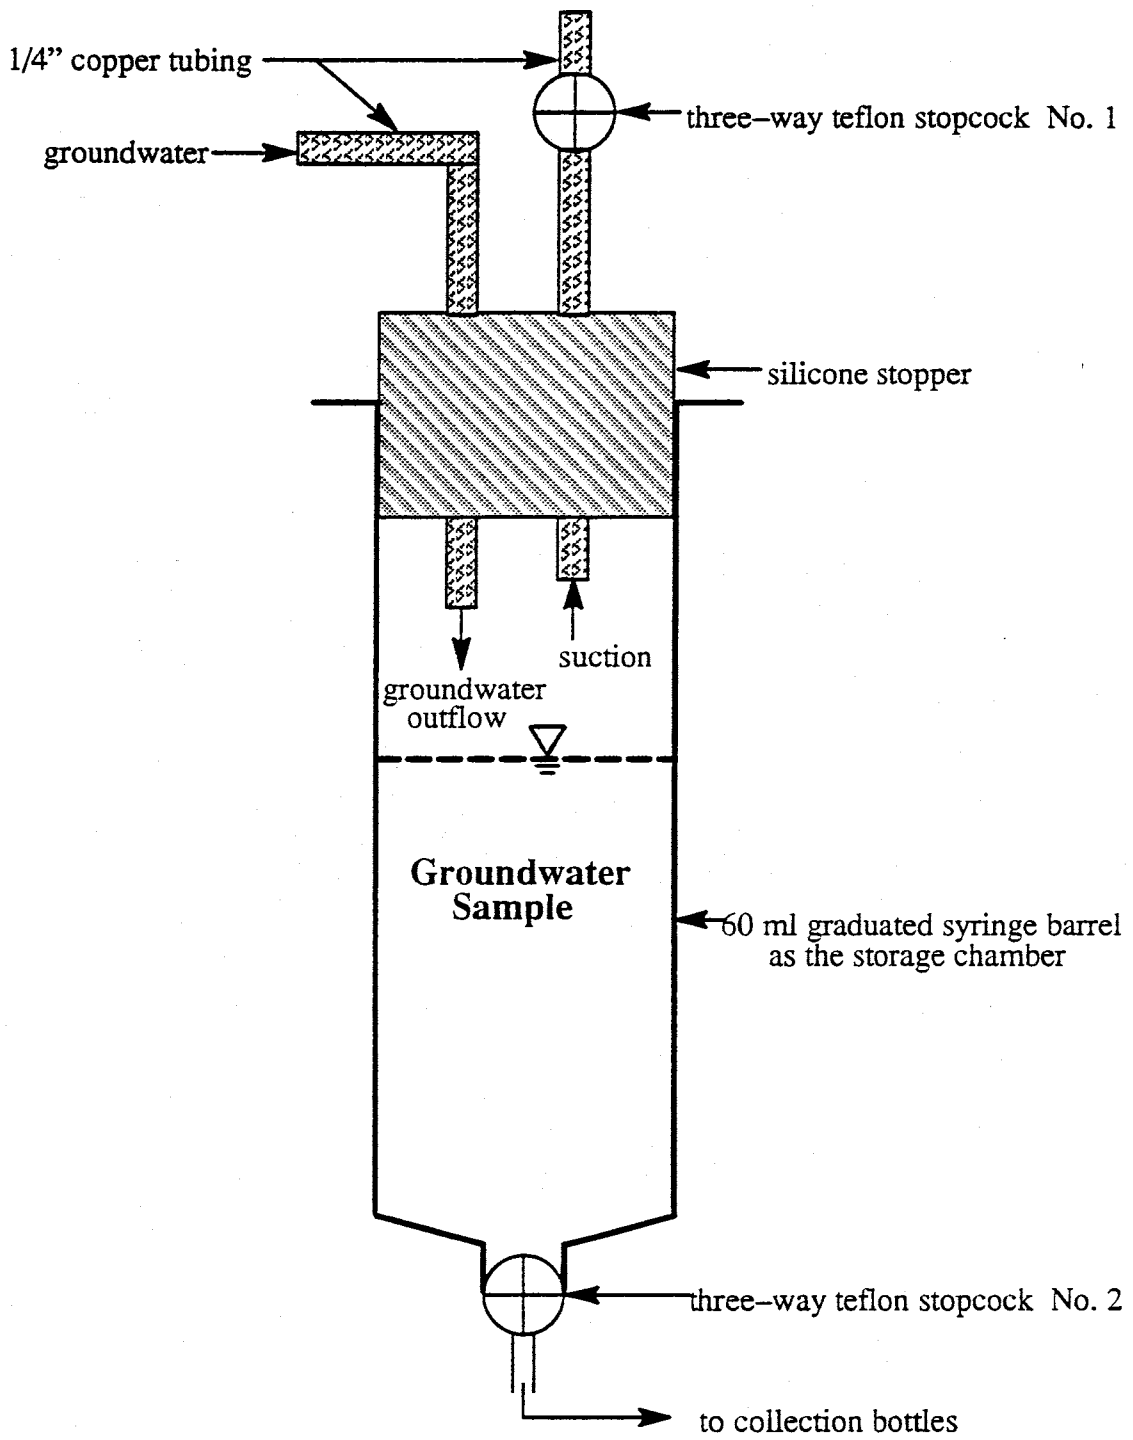 1/4” copper tubing
three–way teflon stopcock No. 1
groundwater
silicone stopper
suction
groundwater
outflow
Groundwater
Sample
60 ml graduated syringe barrel
as the storage chamber
three–way teflon stopcock No. 2
to collection bottles